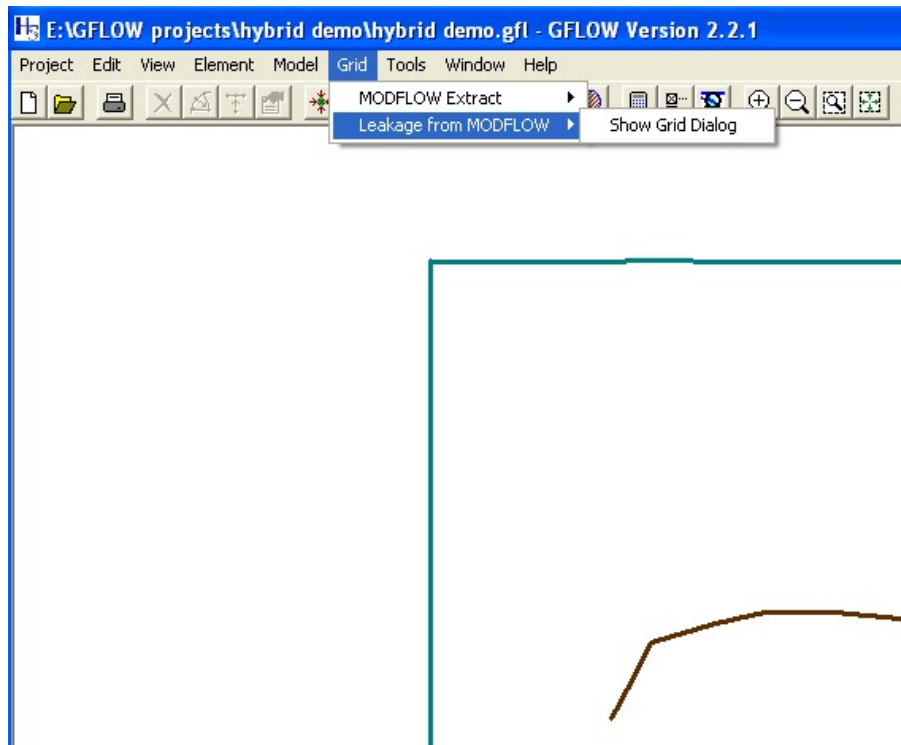 E:\GFLOW projects\hybrid demo\hybrid demo.gfl - GFLOW Version 2.2.1
Project Edit View Element Model Grid Tools Window Help
MODFLOW Extract
Leakage from MODFLOW Show Grid Dialog